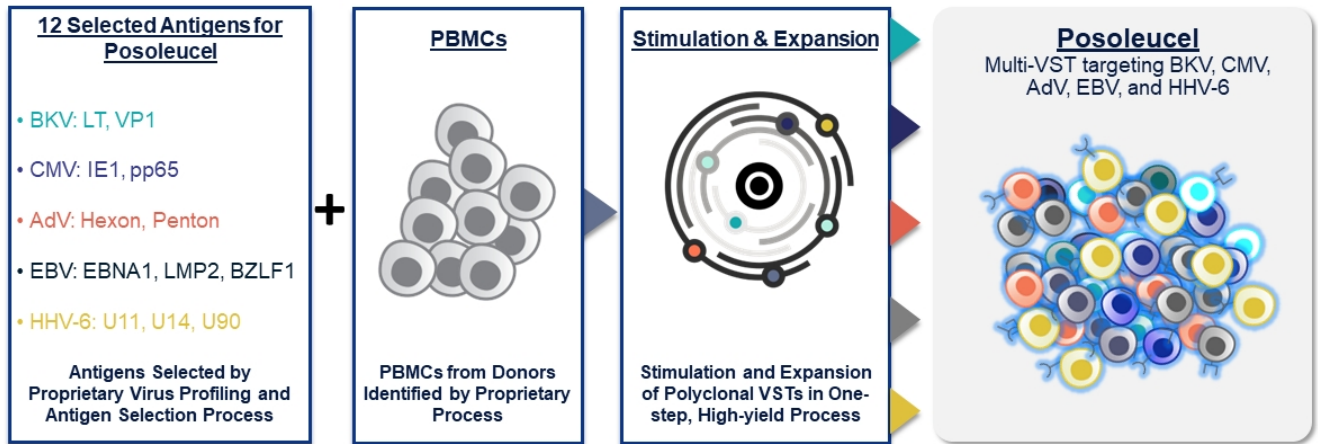 12 Selected Antigens for
Posoleucel
• BKV: LT, VP1
• CMV: IE1, pp65
• AdV: Hexon, Penton
• EBV: EBNA1, LMP2, BZLF1
• HHV-6: U11, U14, U90
Antigens Selected by
Proprietary Virus Profiling and
Antigen Selection Process
+
PBMCs
PBMCs from Donors
Identified by Proprietary
Process
Stimulation & Expansion
Stimulation and Expansion
of Polyclonal VSTs in One-
step, High-yield Process
Posoleucel
Multi-VST targeting BKV, CMV,
AdV, EBV, and HHV-6